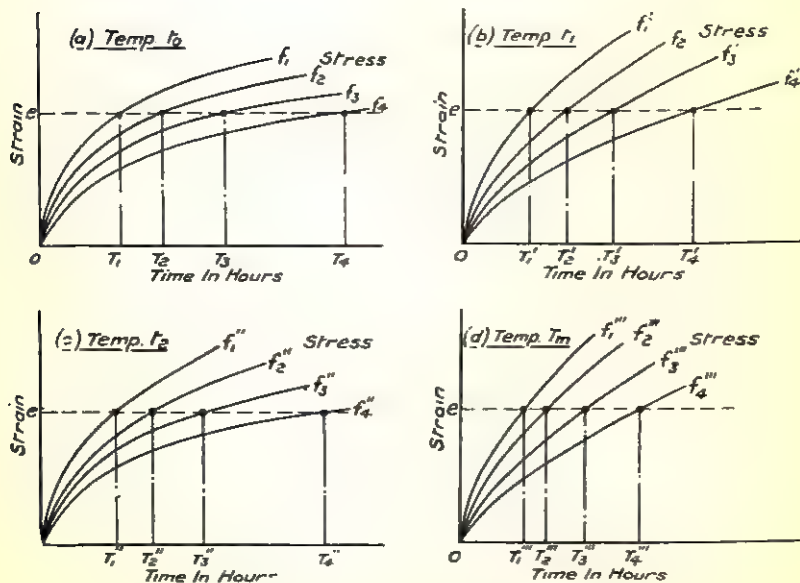 (a) Temp. t₀
f₁
Stress
f₂
f₃
f₄
e
Strain
O
T₁
T₂
T₃
T₄
Time In Hours
(b) Temp. t₁
f₁'
f₂
Stress
f₃'
f₄'
e
Strain
O
T₁'
T₂'
T₃'
T₄'
Time In Hours
(c) Temp. t₂
f₁"
Stress
f₂"
f₃"
f₄"
e
Strain
T₁"
T₂"
T₃"
T₄"
Time In Hour
(d) Temp. Tm
f₁'''
f₂'''
Stress
f₃'''
f₄'''
e
Strain
O
T₁'''
T₂'''
T₃'''
T₄'''
Time In Hours